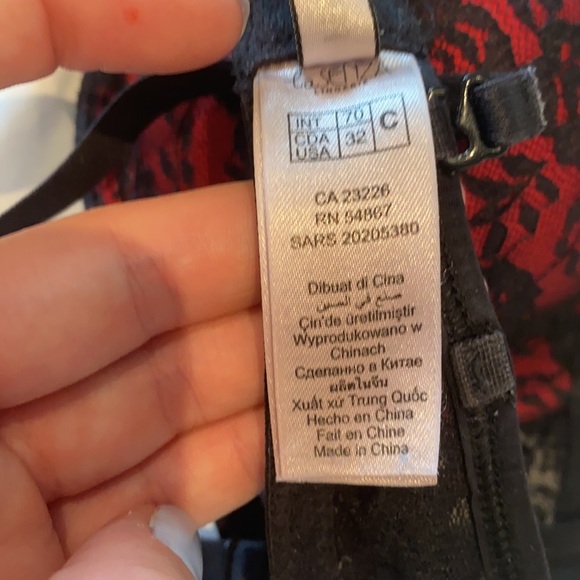 INT 70 C
CDA USA 32
CA 23226
RN 54867
SARS 20205380
Dibuat di Cina
صنع في الصين
Çin'de üretilmiştir
Wyprodukowano w
Chinach
Сделанно в Китае
ผลิตในจีน
Xuất xứ Trung Quốc
Hecho en China
Fait en Chine
Made in China